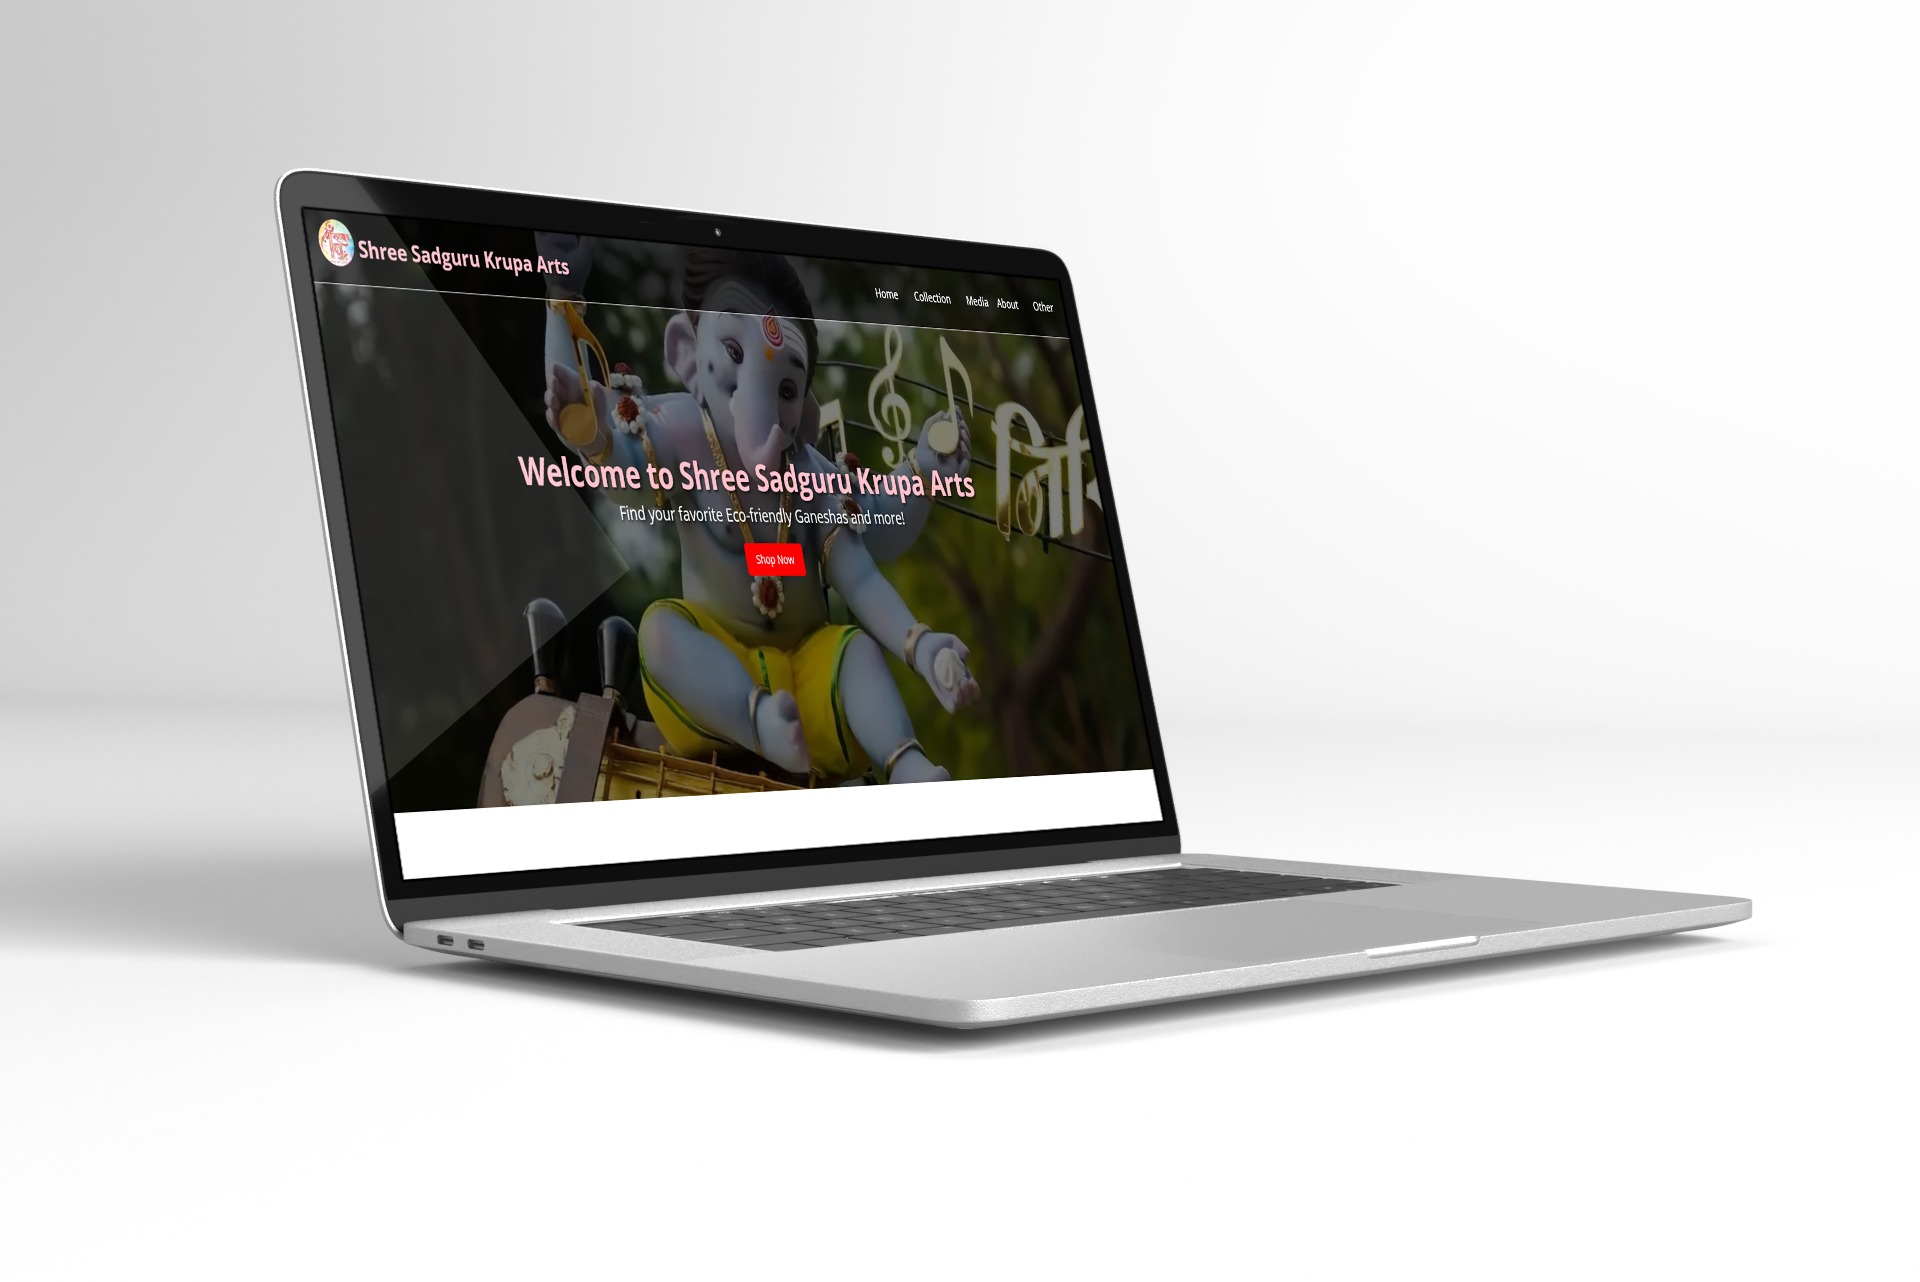 Shree Sadguru Krupa Arts
Home Collection Media About Other
Welcome to Shree Sadguru Krupa Arts
Find your favorite Eco-friendly Ganeshas and more!
Shop Now